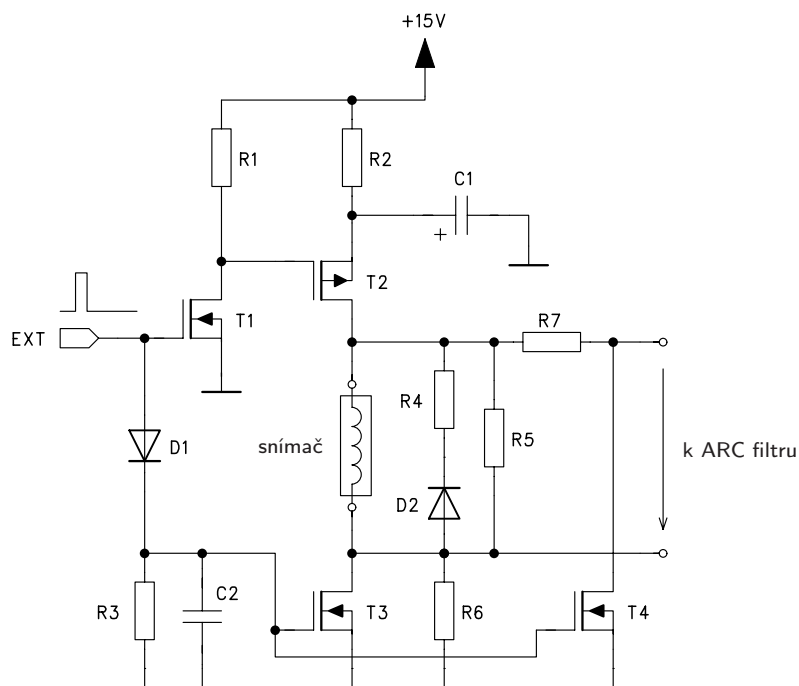 +15V
R1
R2
C1
+
T2
T1
EXT
R7
D1
snímač
R4
R5
k ARC filtru
D2
R3
C2
T3
R6
T4